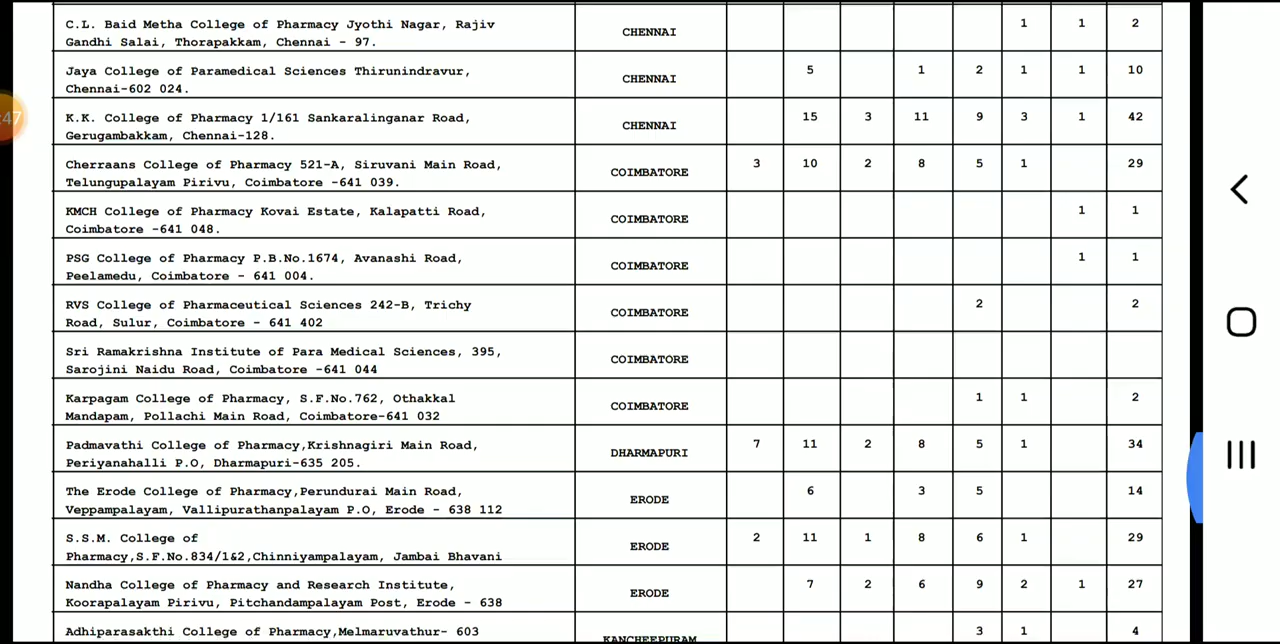 C.L. Baid Metha College of Pharmacy Jyothi Nagar, Rajiv
Gandhi Salai, Thorapakkam, Chennai - 97.
CHENNAI 1 1 2
Jaya College of Paramedical Sciences Thirunindravur,
Chennai-602 024.
CHENNAI 5 1 2 1 1 10
K.K. College of Pharmacy 1/161 Sankaralinganar Road,
Gerugambakkam, Chennai-128.
CHENNAI 15 3 11 9 3 1 42
Cherraans College of Pharmacy 521-A, Siruvani Main Road,
Telungupalayam Pirivu, Coimbatore -641 039.
COIMBATORE 3 10 2 8 5 1 29
KMCH College of Pharmacy Kovai Estate, Kalapatti Road,
Coimbatore -641 048.
COIMBATORE 1 1
PSG College of Pharmacy P.B.No.1674, Avanashi Road,
Peelamedu, Coimbatore - 641 004.
COIMBATORE 1 1
RVS College of Pharmaceutical Sciences 242-B, Trichy
Road, Sulur, Coimbatore - 641 402
COIMBATORE 2 2
Sri Ramakrishna Institute of Para Medical Sciences, 395,
Sarojini Naidu Road, Coimbatore -641 044
COIMBATORE
Karpagam College of Pharmacy, S.F.No.762, Othakkal
Mandapam, Pollachi Main Road, Coimbatore-641 032
COIMBATORE 1 1 2
Padmavathi College of Pharmacy,Krishnagiri Main Road,
Periyanahalli P.O, Dharmapuri-635 205.
DHARMAPURI 7 11 2 8 5 1 34
The Erode College of Pharmacy,Perundurai Main Road,
Veppampalayam, Vallipurathanpalayam P.O, Erode - 638 112
ERODE 6 3 5 14
S.S.M. College of
Pharmacy,S.F.No.834/1&2,Chinniyampalayam, Jambai Bhavani
ERODE 2 11 1 8 6 1 29
Nandha College of Pharmacy and Research Institute,
Koorapalayam Pirivu, Pitchandampalayam Post, Erode - 638
ERODE 7 2 6 9 2 1 27
Adhiparasakthi College of Pharmacy,Melmaruvathur- 603
KANCHEEPURAM 3 1 4
:47